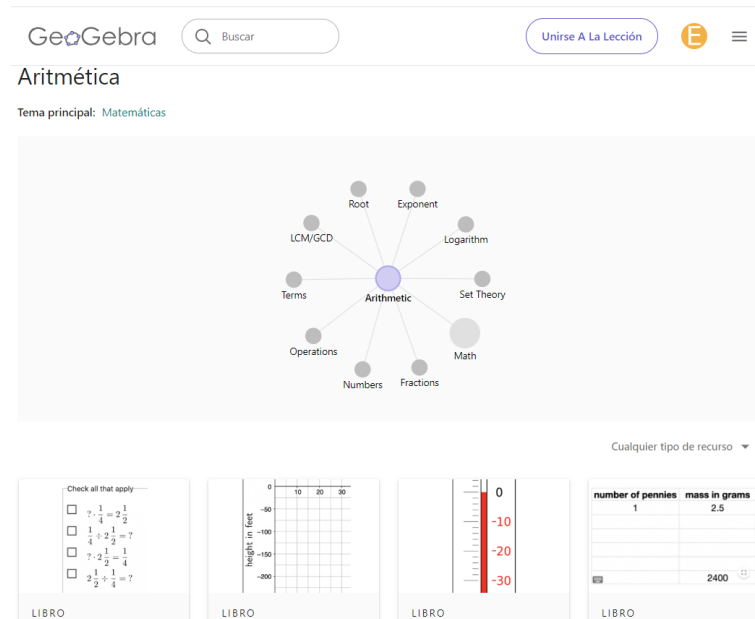 GeoGebra
Buscar
Unirse A La Lección
E
Aritmética
Tema principal: Matemáticas
Root
Exponent
LCM/GCD
Logarithm
Terms
Arithmetic
Set Theory
Operations
Math
Numbers
Fractions
Cualquier tipo de recurso
Check all that apply
? · 1/4 = 2 1/2
1/4 ÷ 2 1/2 = ?
? · 2 1/2 = 1/4
2 1/2 ÷ 1/4 = ?
LIBRO
0 10 20 30
-50
-100
-150
-200
height in feet
LIBRO
0
-10
-20
-30
LIBRO
number of pennies mass in grams
1 2.5
2400
LIBRO